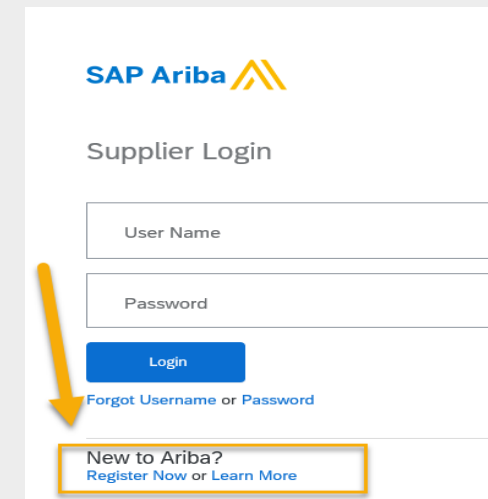 SAP Ariba
Supplier Login
User Name
Password
Login
Forgot Username or Password
New to Ariba?
Register Now or Learn More